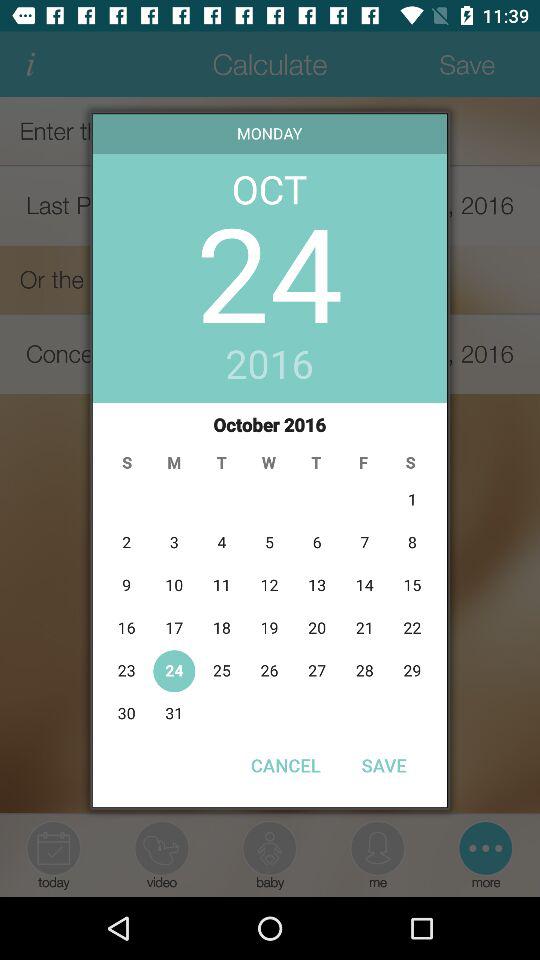 11:39
i Calculate Save
MONDAY
Enter t
OCT
Last P , 2016
24
Or the
2016
Conce , 2016
October 2016
S M T W T F S
1
2 3 4 5 6 7 8
9 10 11 12 13 14 15
16 17 18 19 20 21 22
23 24 25 26 27 28 29
30 31
CANCEL SAVE
today video baby me more